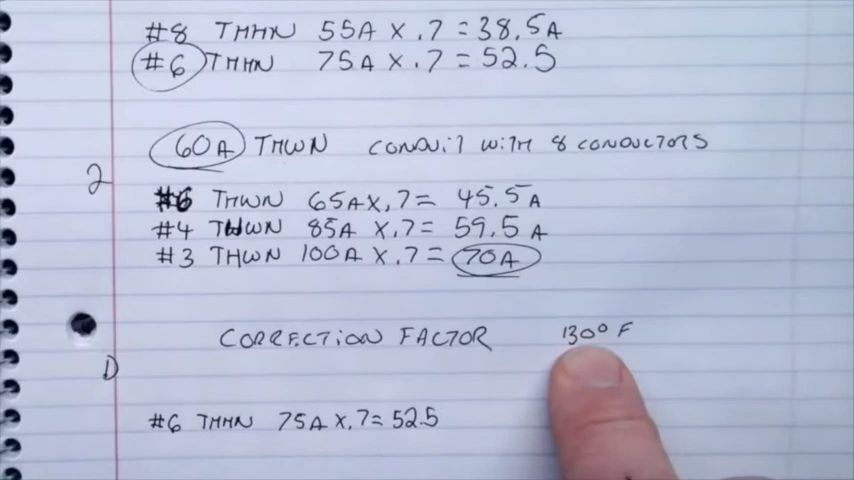 #8 THHN 55A X .7 = 38.5A
#6 THHN 75A X .7 = 52.5
60A THWN CONDUIT WITH 8 CONDUCTORS
2
#6 THWN 65A X .7 = 45.5A
#4 THWN 85A X .7 = 59.5A
#3 THWN 100A X .7 = 70A
CORRECTION FACTOR 130° F
D
#6 THHN 75A X .7 = 52.5